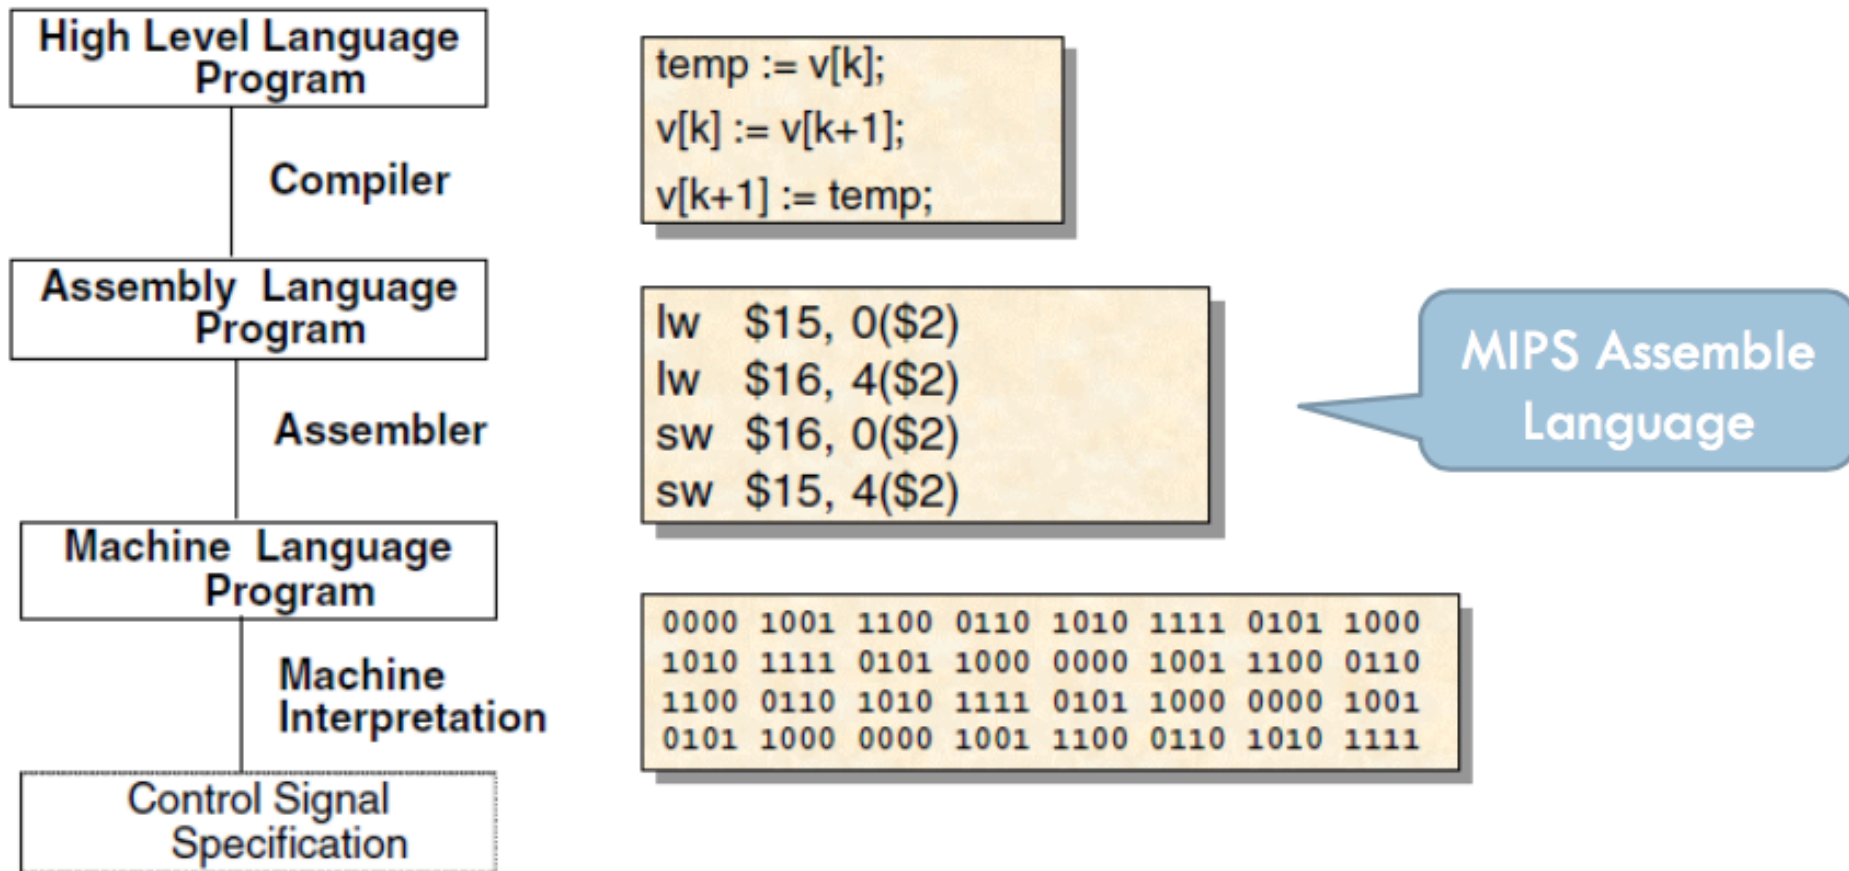 High Level Language
Program
Compiler
Assembly Language
Program
Assembler
Machine Language
Program
Machine
Interpretation
Control Signal
Specification
temp := v[k];
v[k] := v[k+1];
v[k+1] := temp;
lw $15, 0($2)
lw $16, 4($2)
sw $16, 0($2)
sw $15, 4($2)
MIPS Assemble
Language
0000 1001 1100 0110 1010 1111 0101 1000
1010 1111 0101 1000 0000 1001 1100 0110
1100 0110 1010 1111 0101 1000 0000 1001
0101 1000 0000 1001 1100 0110 1010 1111